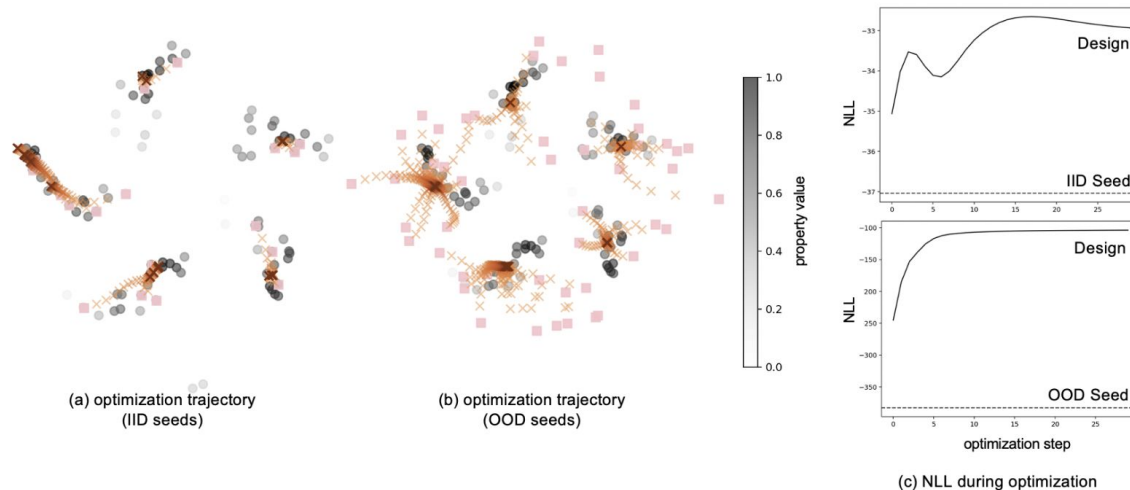 1.0
0.8
0.6
0.4
0.2
0.0
property value
(a) optimization trajectory
(IID seeds)
(b) optimization trajectory
(OOD seeds)
-33
-34
-35
-36
-37
NLL
Design
IID Seed
0
5
10
15
20
25
-100
-150
-200
-250
-300
-350
NLL
Design
OOD Seed
0
5
10
15
20
25
optimization step
(c) NLL during optimization